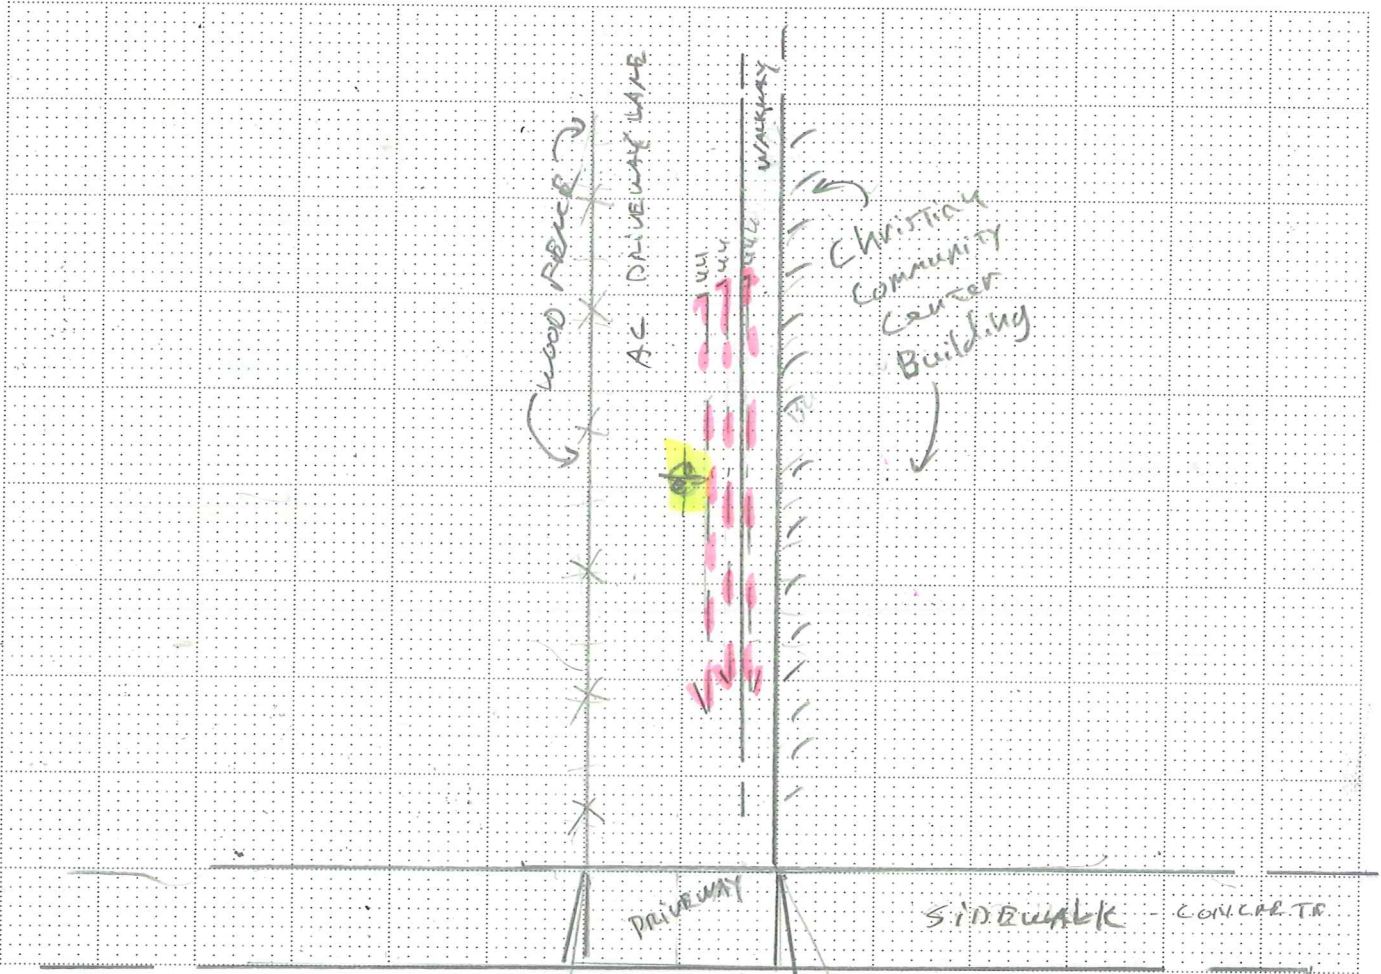 WOOD FENCE
AC DRIVEWAY LANE
WALKWAY
Christian
Community
Center
Building
DRIVEWAY
SIDEWALK - CONCRETE